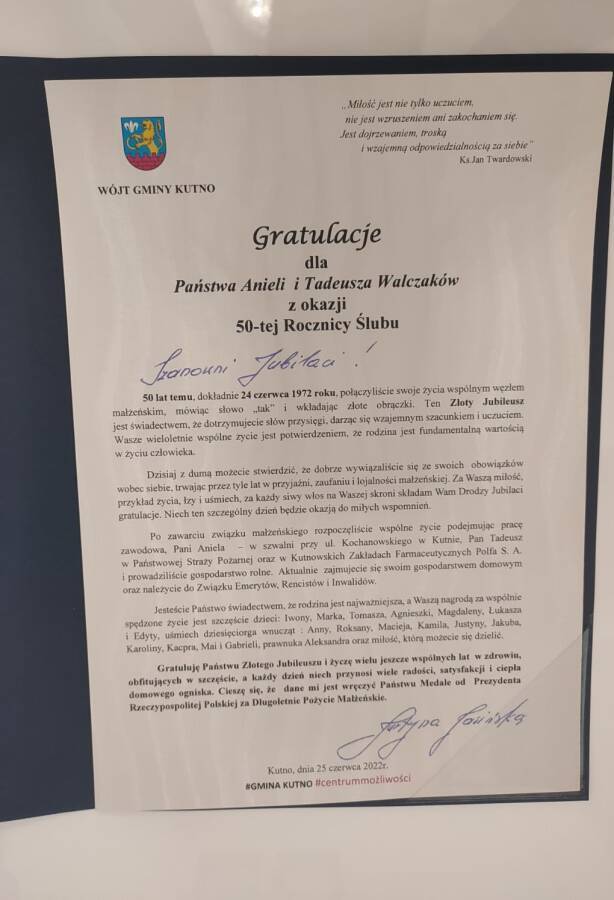 „Miłość jest nie tylko uczuciem,
nie jest wzruszeniem ani zakochaniem się.
Jest dojrzewaniem, troską
i wzajemną odpowiedzialnością za siebie”
Ks.Jan Twardowski
WÓJT GMINY KUTNO
Gratulacje
dla
Państwa Anieli i Tadeusza Walczaków
z okazji
50-tej Rocznicy Ślubu
Szanowni Jubilaci !
50 lat temu, dokładnie 24 czerwca 1972 roku, połączyliście swoje życia wspólnym węzłem
małżeńskim, mówiąc słowo „tak” i wkładając złote obrączki. Ten Złoty Jubileusz
jest świadectwem, że dotrzymujecie słów przysięgi, darząc się wzajemnym szacunkiem i uczuciem.
Wasze wieloletnie wspólne życie jest potwierdzeniem, że rodzina jest fundamentalną wartością
w życiu człowieka.
Dzisiaj z dumą możecie stwierdzić, że dobrze wywiązaliście się ze swoich obowiązków
wobec siebie, trwając przez tyle lat w przyjaźni, zaufaniu i lojalności małżeńskiej. Za Waszą miłość,
przykład życia, łzy i uśmiech, za każdy siwy włos na Waszej skroni składam Wam Drodzy Jubilaci
gratulacje. Niech ten szczególny dzień będzie okazją do miłych wspomnień.
Po zawarciu związku małżeńskiego rozpoczęliście wspólne życie podejmując pracę
zawodową, Pani Aniela – w szwalni przy ul. Kochanowskiego w Kutnie, Pan Tadeusz
w Państwowej Straży Pożarnej oraz w Kutnowskich Zakładach Farmaceutycznych Polfa S. A.
i prowadziliście gospodarstwo rolne. Aktualnie zajmujecie się swoim gospodarstwem domowym
oraz należycie do Związku Emerytów, Rencistów i Inwalidów.
Jesteście Państwo świadectwem, że rodzina jest najważniejsza, a Waszą nagrodą za wspólnie
spędzone życie jest szczęście dzieci: Iwony, Marka, Tomasza, Agnieszki, Magdaleny, Łukasza
i Edyty, uśmiech dziesięciorga wnucząt : Anny, Roksany, Macieja, Kamila, Justyny, Jakuba,
Karoliny, Kacpra, Mai i Gabrieli, prawnuka Aleksandra oraz miłość, którą możecie się dzielić.
Gratuluję Państwu Złotego Jubileuszu i życzę wielu jeszcze wspólnych lat w zdrowiu,
obfitujących w szczęście, a każdy dzień niech przynosi wiele radości, satysfakcji i ciepła
domowego ogniska. Cieszę się, że dane mi jest wręczyć Państwu Medale od Prezydenta
Rzeczypospolitej Polskiej za Długoletnie Pożycie Małżeńskie.
Justyna Jasińska
Kutno, dnia 25 czerwca 2022r.
#GMINA KUTNO #centrummożliwości